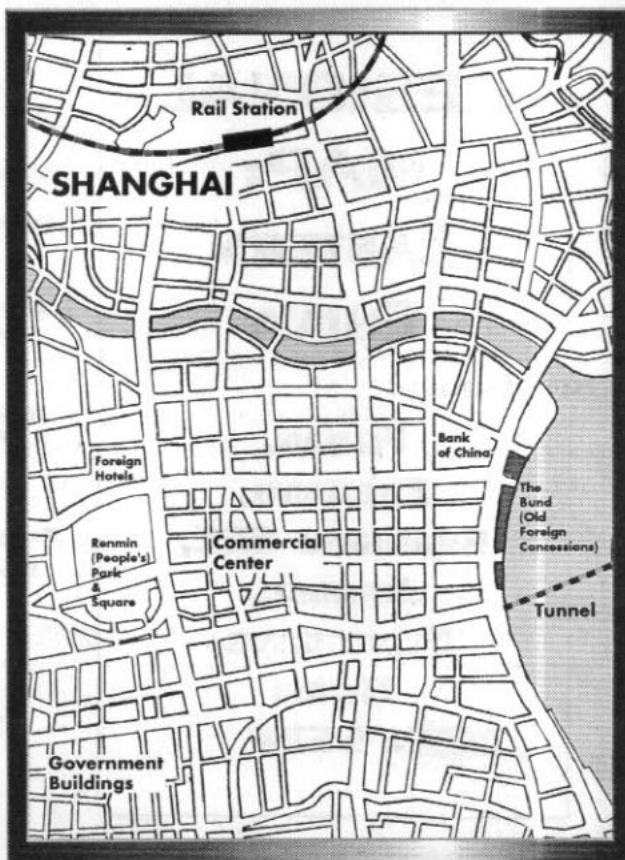 Rail Station
SHANGHAI
Bank
of China
Foreign
Hotels
The
Bund
(Old
Foreign
Concessions)
Renmin
(People's)
Park
&
Square
Commercial
Center
Tunnel
Government
Buildings